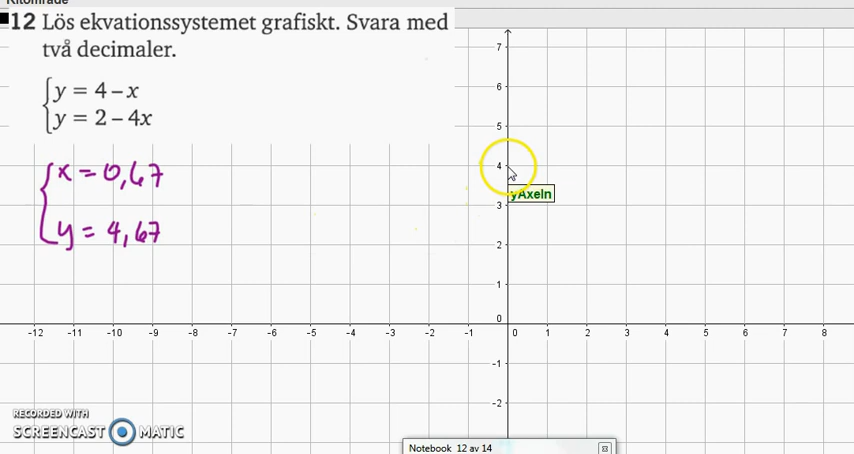 12 Lös ekvationssystemet grafiskt. Svara med
två decimaler.
y = 4 – x
y = 2 – 4x
x = 0,67
y = 4,67
7
6
5
4
yAxeln
3
2
1
0
-12 -11 -10 -9 -8 -7 -6 -5 -4 -3 -2 -1 0 1 2 3 4 5 6 7 8
-1
-2
RECORDED WITH
SCREENCAST MATIC
Notebook 12 av 14